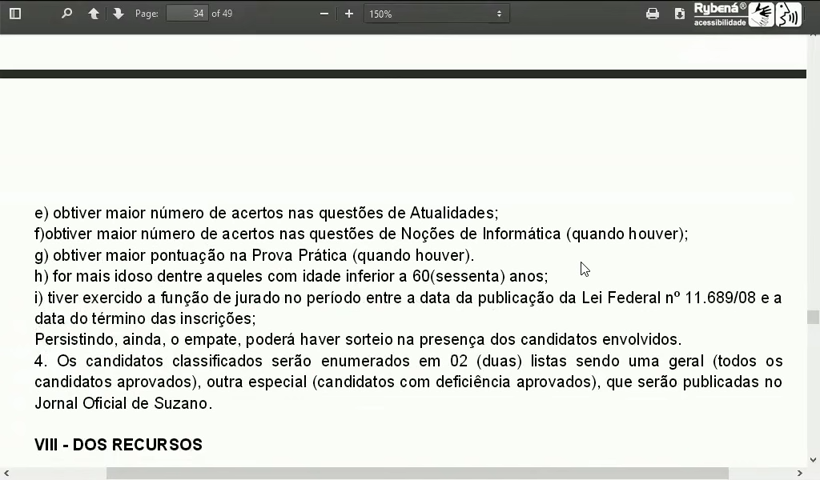 Page: 34 of 49
150%
Rybená®
acessibilidade
e) obtiver maior número de acertos nas questões de Atualidades;
f)obtiver maior número de acertos nas questões de Noções de Informática (quando houver);
g) obtiver maior pontuação na Prova Prática (quando houver).
h) for mais idoso dentre aqueles com idade inferior a 60(sessenta) anos;
i) tiver exercido a função de jurado no período entre a data da publicação da Lei Federal nº 11.689/08 e a
data do término das inscrições;
Persistindo, ainda, o empate, poderá haver sorteio na presença dos candidatos envolvidos.
4. Os candidatos classificados serão enumerados em 02 (duas) listas sendo uma geral (todos os
candidatos aprovados), outra especial (candidatos com deficiência aprovados), que serão publicadas no
Jornal Oficial de Suzano.
VIII - DOS RECURSOS